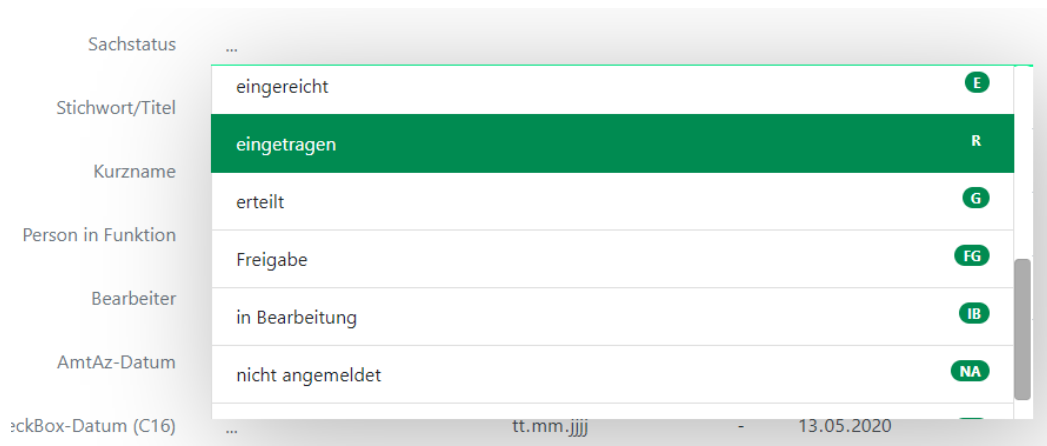 Sachstatus ...
eingereicht E
Stichwort/Titel
eingetragen R
Kurzname
erteilt G
Person in Funktion
Freigabe FG
Bearbeiter
in Bearbeitung IB
AmtAz-Datum
nicht angemeldet NA
eckBox-Datum (C16) ... tt.mm.jjjj - 13.05.2020